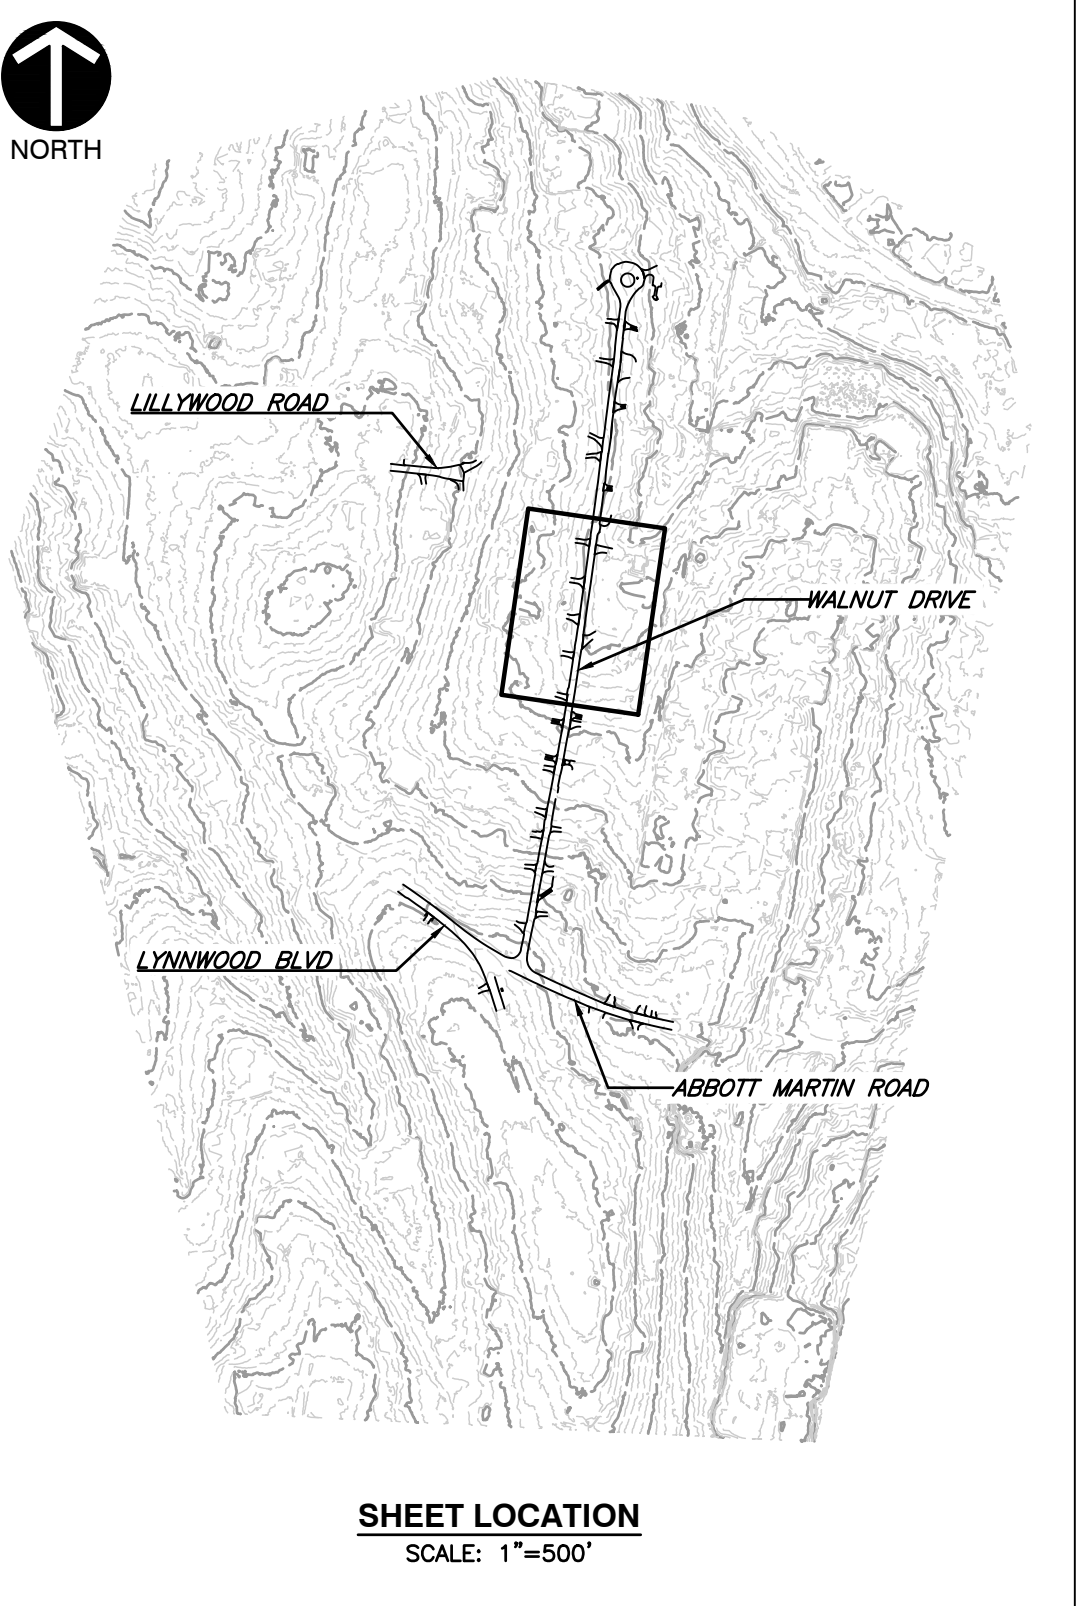 NORTH
LILLYWOOD ROAD
WALNUT DRIVE
LYNNWOOD BLVD
ABBOTT MARTIN ROAD
SHEET LOCATION
SCALE: 1"=500'